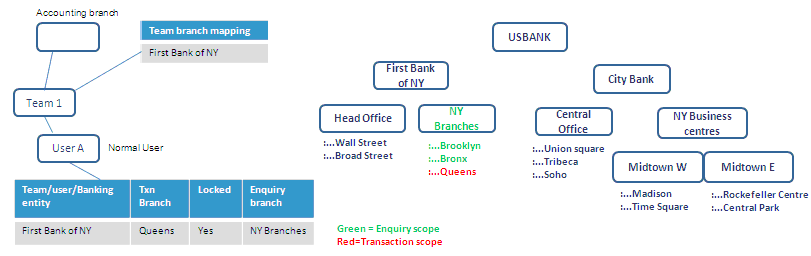 Accounting branch
Team branch mapping
First Bank of NY
Team 1
User A
Normal User
Team/user/Banking entity
Txn Branch
Locked
Enquiry branch
First Bank of NY
Queens
Yes
NY Branches
USBANK
First Bank
of NY
City Bank
Head Office
NY
Branches
Central
Office
NY Business
centres
:...Wall Street
:...Broad Street
:...Brooklyn
:...Bronx
:...Queens
:...Union square
:...Tribeca
:...Soho
Midtown W
Midtown E
:...Madison
:...Time Square
:...Rockefeller Centre
:...Central Park
Green = Enquiry scope
Red=Transaction scope